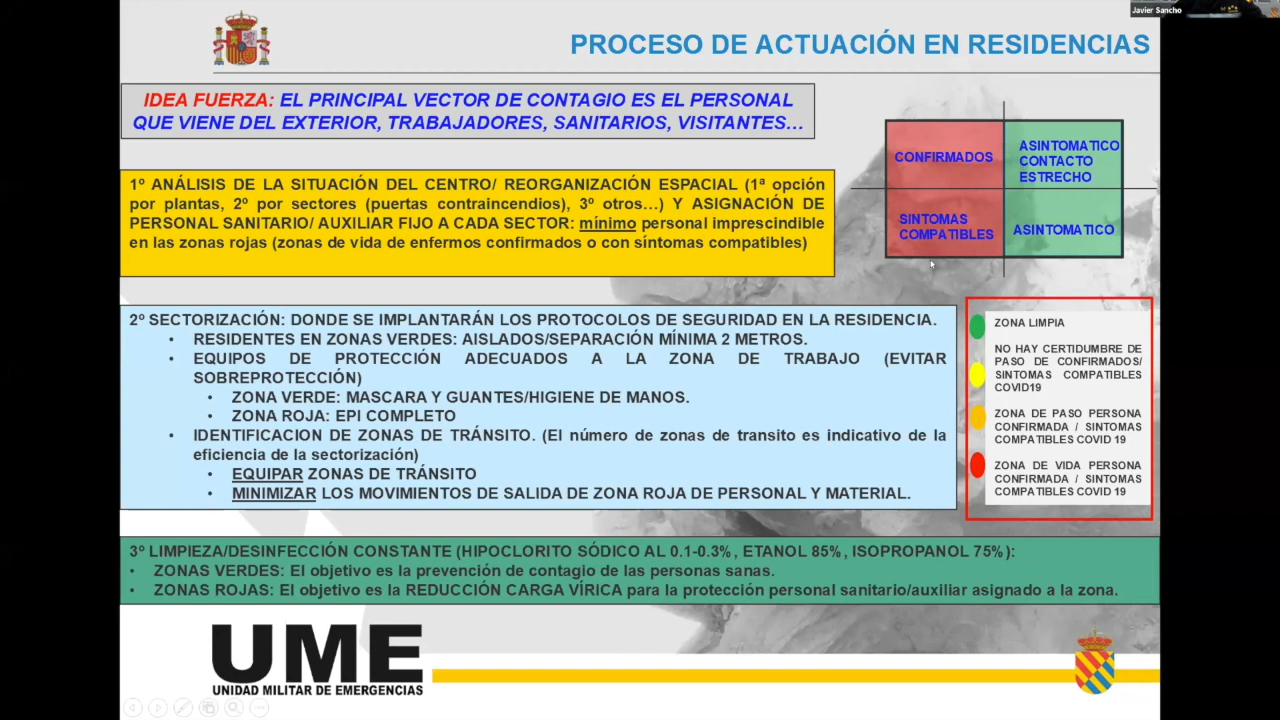 Javier Sancho
PROCESO DE ACTUACIÓN EN RESIDENCIAS
IDEA FUERZA: EL PRINCIPAL VECTOR DE CONTAGIO ES EL PERSONAL
QUE VIENE DEL EXTERIOR, TRABAJADORES, SANITARIOS, VISITANTES...
CONFIRMADOS
ASINTOMATICO
CONTACTO
ESTRECHO
SINTOMAS
COMPATIBLES
ASINTOMATICO
1º ANÁLISIS DE LA SITUACIÓN DEL CENTRO/ REORGANIZACIÓN ESPACIAL (1ª opción
por plantas, 2º por sectores (puertas contraincendios), 3º otros...) Y ASIGNACIÓN DE
PERSONAL SANITARIO/ AUXILIAR FIJO A CADA SECTOR: mínimo personal imprescindible
en las zonas rojas (zonas de vida de enfermos confirmados o con síntomas compatibles)
2º SECTORIZACIÓN: DONDE SE IMPLANTARÁN LOS PROTOCOLOS DE SEGURIDAD EN LA RESIDENCIA.
• RESIDENTES EN ZONAS VERDES: AISLADOS/SEPARACIÓN MÍNIMA 2 METROS.
• EQUIPOS DE PROTECCIÓN ADECUADOS A LA ZONA DE TRABAJO (EVITAR
SOBREPROTECCIÓN)
• ZONA VERDE: MASCARA Y GUANTES/HIGIENE DE MANOS.
• ZONA ROJA: EPI COMPLETO
• IDENTIFICACION DE ZONAS DE TRÁNSITO. (El número de zonas de transito es indicativo de la
eficiencia de la sectorización)
• EQUIPAR ZONAS DE TRÁNSITO
• MINIMIZAR LOS MOVIMIENTOS DE SALIDA DE ZONA ROJA DE PERSONAL Y MATERIAL.
ZONA LIMPIA
NO HAY CERTIDUMBRE DE
PASO DE CONFIRMADOS/
SINTOMAS COMPATIBLES
COVID19
ZONA DE PASO PERSONA
CONFIRMADA / SINTOMAS
COMPATIBLES COVID 19
ZONA DE VIDA PERSONA
CONFIRMADA / SINTOMAS
COMPATIBLES COVID 19
3º LIMPIEZA/DESINFECCIÓN CONSTANTE (HIPOCLORITO SÓDICO AL 0.1-0.3%, ETANOL 85%, ISOPROPANOL 75%):
• ZONAS VERDES: El objetivo es la prevención de contagio de las personas sanas.
• ZONAS ROJAS: El objetivo es la REDUCCIÓN CARGA VÍRICA para la protección personal sanitario/auxiliar asignado a la zona.
UME
UNIDAD MILITAR DE EMERGENCIAS